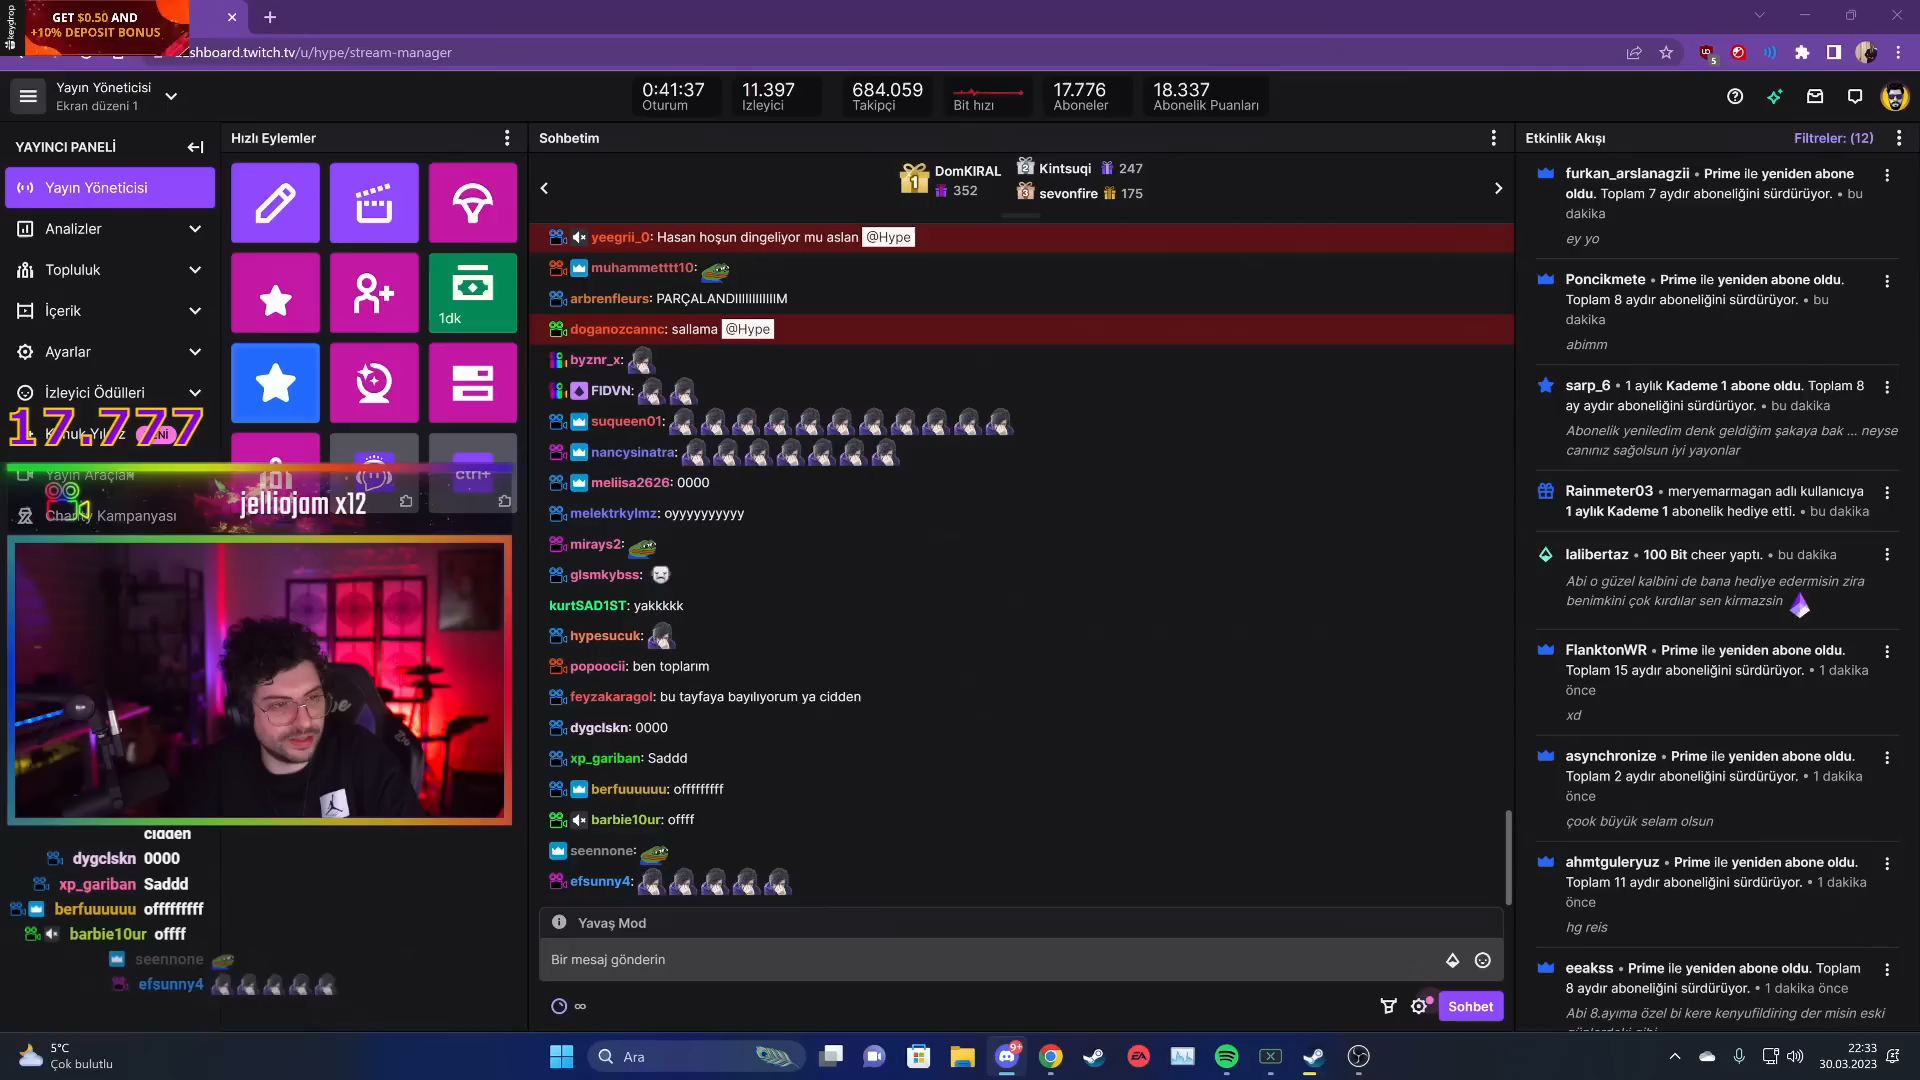 keydrop
GET $0.50 AND
+10% DEPOSIT BONUS
shboard.twitch.tv/u/hype/stream-manager
5
Yayın Yöneticisi
Ekran düzeni 1
0:41:37
Oturum
11.397
İzleyici
684.059
Takipçi
Bit hızı
17.776
Aboneler
18.337
Abonelik Puanları
YAYINCI PANELİ
Yayın Yöneticisi
Analizler
Topluluk
İçerik
Ayarlar
İzleyici Ödülleri
17.777
Yayın Araçları
Charity Kampanyası
jelliojam x12
Hızlı Eylemler
1dk
ctrl+
cidden
dygclskn 0000
xp_gariban Saddd
berfuuuuuu offfffffff
barbie10ur offff
seennone
efsunny4
Sohbetim
1 DomKIRAL
352
2 Kintsuqi 247
3 sevonfire 175
yeegrii_0: Hasan hoşun dingeliyor mu aslan @Hype
muhammetttt10:
arbrenfleurs: PARÇALANDIIIIIIIIIIIIM
doganozcannc: sallama @Hype
byznr_x:
FIDVN:
suqueen01:
nancysinatra:
meliisa2626: 0000
melektrkylmz: oyyyyyyyyyy
mirays2:
glsmkybss:
kurtSAD1ST: yakkkkk
hypesucuk:
popoocii: ben toplarım
feyzakaragol: bu tayfaya bayılıyorum ya cidden
dygclskn: 0000
xp_gariban: Saddd
berfuuuuuu: offfffffff
barbie10ur: offff
seennone:
efsunny4:
Yavaş Mod
Bir mesaj gönderin
Sohbet
Etkinlik Akışı
Filtreler: (12)
furkan_arslanagzii • Prime ile yeniden abone
oldu. Toplam 7 aydır aboneliğini sürdürüyor. • bu
dakika
ey yo
Poncikmete • Prime ile yeniden abone oldu.
Toplam 8 aydır aboneliğini sürdürüyor. • bu
dakika
abimm
sarp_6 • 1 aylık Kademe 1 abone oldu. Toplam 8
ay aydır aboneliğini sürdürüyor. • bu dakika
Abonelik yeniledim denk geldiğim şakaya bak ... neyse
canınız sağolsun iyi yayonlar
Rainmeter03 • meryemarmagan adlı kullanıcıya
1 aylık Kademe 1 abonelik hediye etti. • bu dakika
lalibertaz • 100 Bit cheer yaptı. • bu dakika
Abi o güzel kalbini de bana hediye edermisin zira
benimkini çok kırdılar sen kirmazsin
FlanktonWR • Prime ile yeniden abone oldu.
Toplam 15 aydır aboneliğini sürdürüyor. • 1 dakika
önce
xd
asynchronize • Prime ile yeniden abone oldu.
Toplam 2 aydır aboneliğini sürdürüyor. • 1 dakika
önce
çook büyük selam olsun
ahmtguleryuz • Prime ile yeniden abone oldu.
Toplam 11 aydır aboneliğini sürdürüyor. • 1 dakika
önce
hg reis
eeakss • Prime ile yeniden abone oldu. Toplam
8 aydır aboneliğini sürdürüyor. • 1 dakika önce
Abi 8.ayıma özel bi kere kenyufildiring der misin eski
5°C
Çok bulutlu
Ara
9+
EA
22:33
30.03.2023